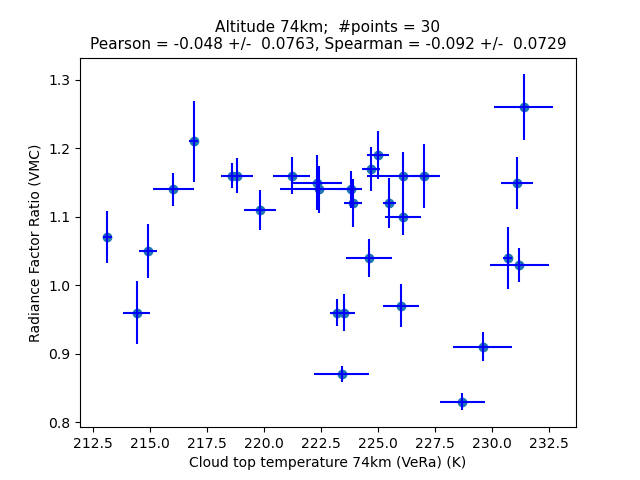 Altitude 74km;  #points = 30
Pearson = -0.048 +/-  0.0763, Spearman = -0.092 +/-  0.0729
1.3
1.2
1.1
1.0
0.9
0.8
Radiance Factor Ratio (VMC)
212.5 215.0 217.5 220.0 222.5 225.0 227.5 230.0 232.5
Cloud top temperature 74km (VeRa) (K)